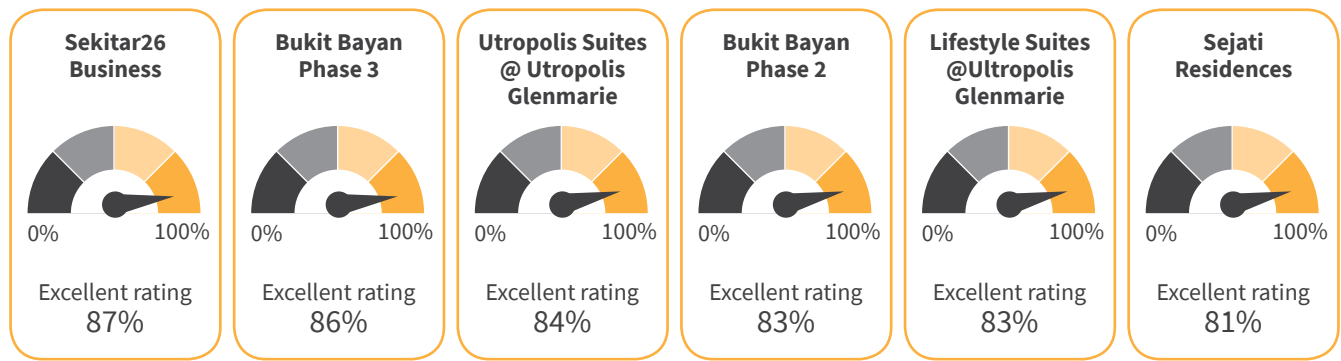 Sekitar26
Business
0%
100%
Excellent rating
87%
Bukit Bayan
Phase 3
0%
100%
Excellent rating
86%
Utropolis Suites
@ Utropolis
Glenmarie
0%
100%
Excellent rating
84%
Bukit Bayan
Phase 2
0%
100%
Excellent rating
83%
Lifestyle Suites
@Ultropolis
Glenmarie
0%
100%
Excellent rating
83%
Sejati
Residences
0%
100%
Excellent rating
81%